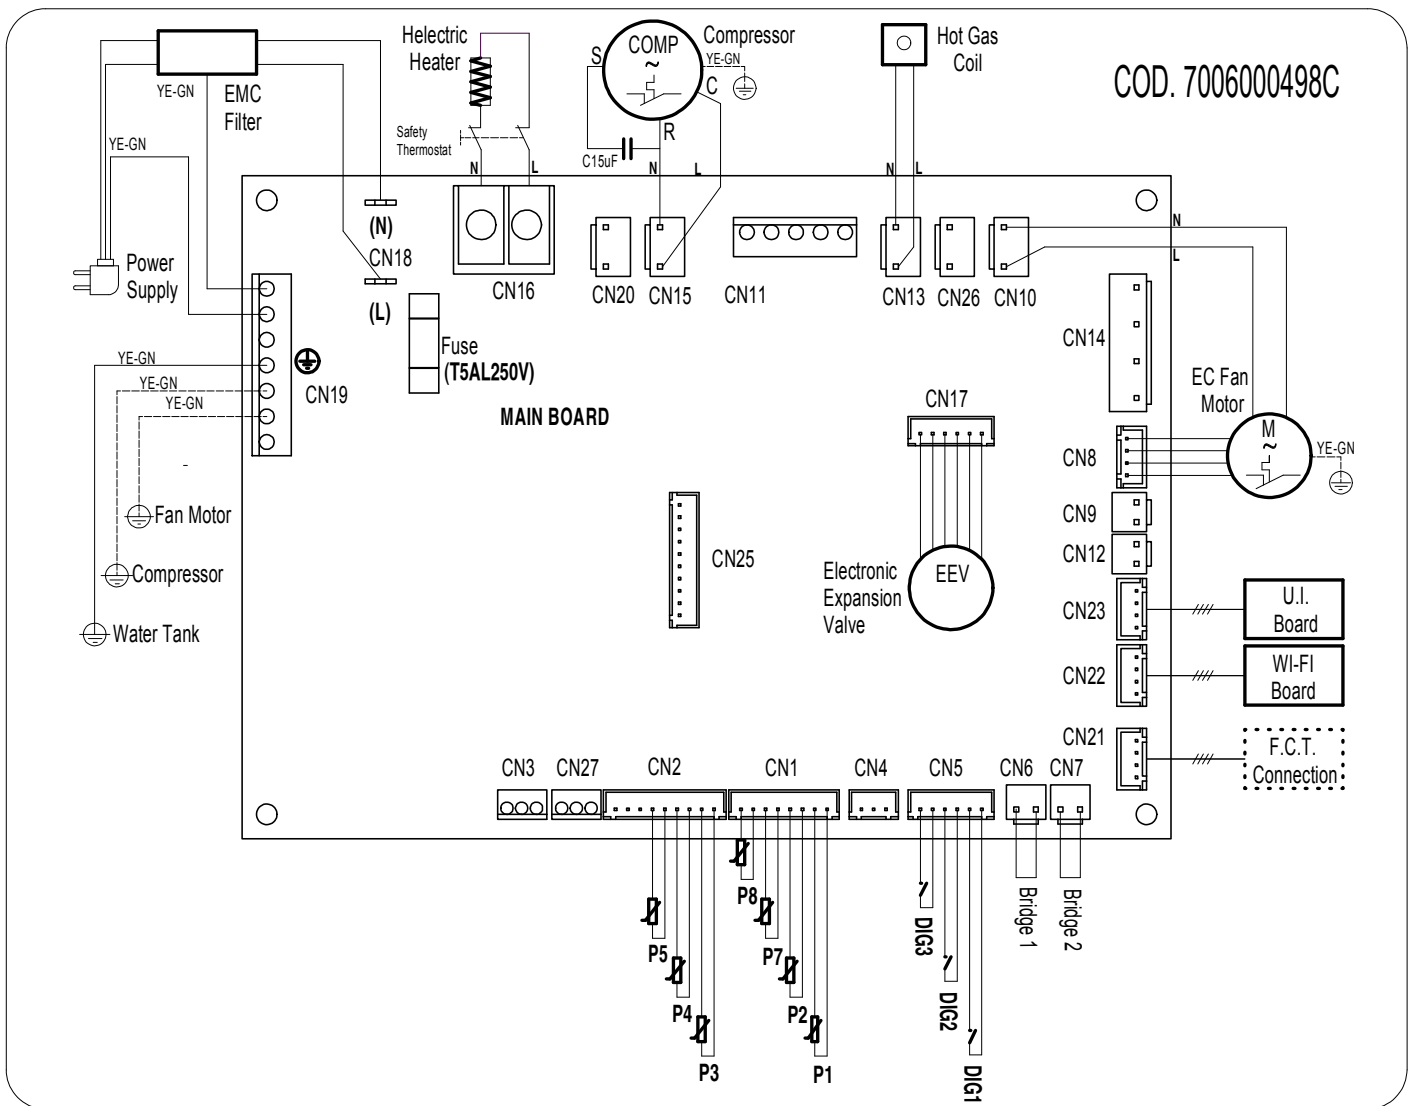 Helectric
Heater
COMP
~
S
C
R
Compressor
YE-GN
Hot Gas
Coil
COD. 7006000498C
YE-GN
EMC
Filter
YE-GN
Safety
Thermostat
C15uF
N
L
N
L
N
L
N
L
Power
Supply
(N)
CN18
(L)
CN16
CN20
CN15
CN11
CN13
CN26
CN10
Fuse
(T5AL250V)
CN14
YE-GN
YE-GN
YE-GN
CN19
MAIN BOARD
CN17
EC Fan
Motor
M
~
YE-GN
CN8
CN9
CN12
Fan Motor
Compressor
Water Tank
CN25
Electronic
Expansion
Valve
EEV
CN23
U.I.
Board
CN22
WI-FI
Board
CN21
F.C.T.
Connection
CN3
CN27
CN2
CN1
CN4
CN5
CN6
CN7
P8
P5
P7
P4
P2
P3
P1
DIG3
DIG2
DIG1
Bridge 1
Bridge 2